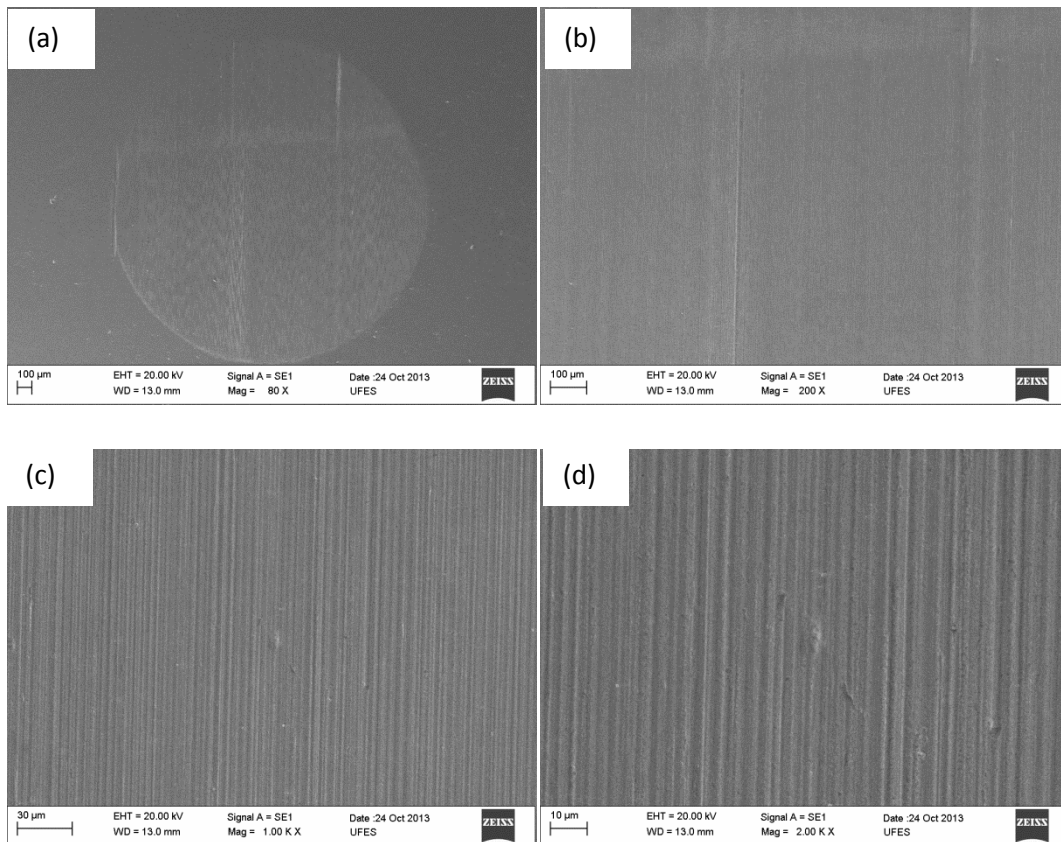 (a)
100 µm
EHT = 20.00 kV
WD = 13.0 mm
Signal A = SE1
Mag = 80 X
Date :24 Oct 2013
UFES
ZEISS
(b)
100 µm
EHT = 20.00 kV
WD = 13.0 mm
Signal A = SE1
Mag = 200 X
Date :24 Oct 2013
UFES
ZEISS
(c)
30 µm
EHT = 20.00 kV
WD = 13.0 mm
Signal A = SE1
Mag = 1.00 K X
Date :24 Oct 2013
UFES
ZEISS
(d)
10 µm
EHT = 20.00 kV
WD = 13.0 mm
Signal A = SE1
Mag = 2.00 K X
Date :24 Oct 2013
UFES
ZEISS